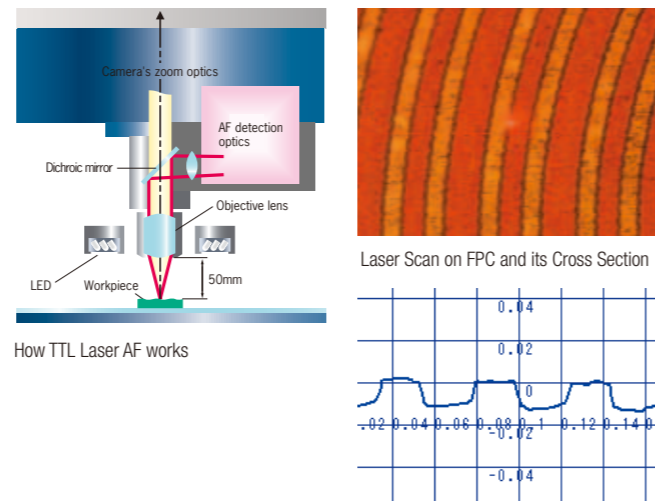 Camera's zoom optics
AF detection
optics
Dichroic mirror
Objective lens
LED
Workpiece
50mm
How TTL Laser AF works
Laser Scan on FPC and its Cross Section
0.04
0.02
0
.02 0.04 0.06 0.08 0.1 0.12 0.14 0
-0.02
-0.04